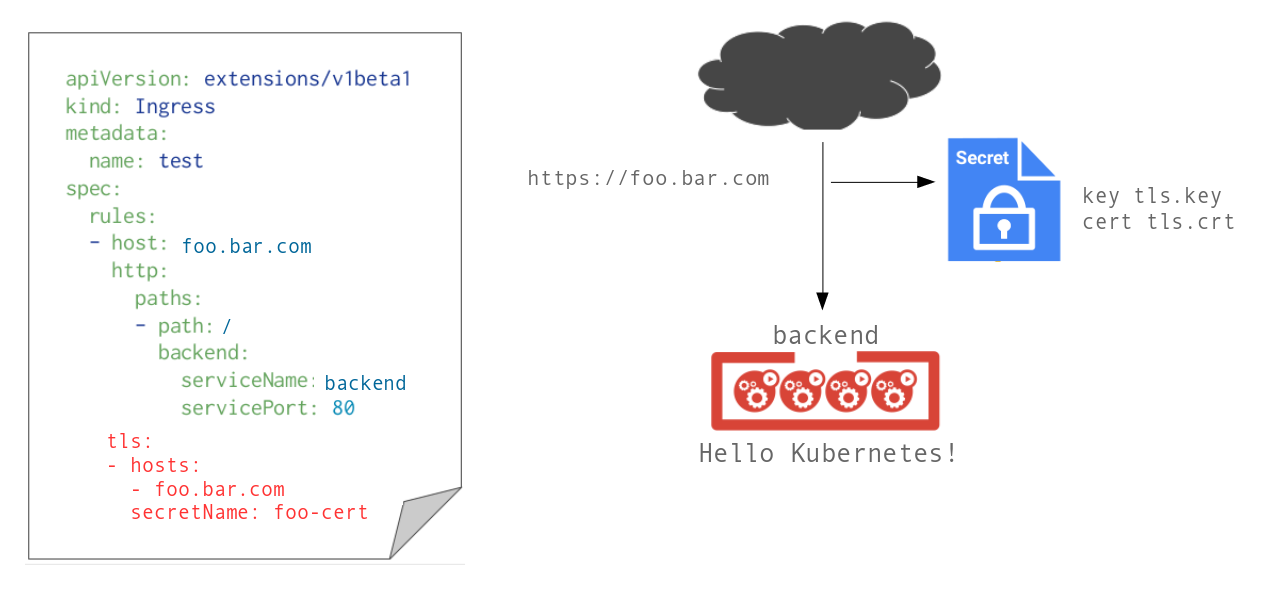 apiVersion: extensions/v1beta1
kind: Ingress
metadata:
  name: test
spec:
  rules:
  - host: foo.bar.com
    http:
      paths:
      - path: /
        backend:
          serviceName: backend
          servicePort: 80
    tls:
    - hosts:
      - foo.bar.com
      secretName: foo-cert
https://foo.bar.com
Secret
key tls.key
cert tls.crt
backend
Hello Kubernetes!